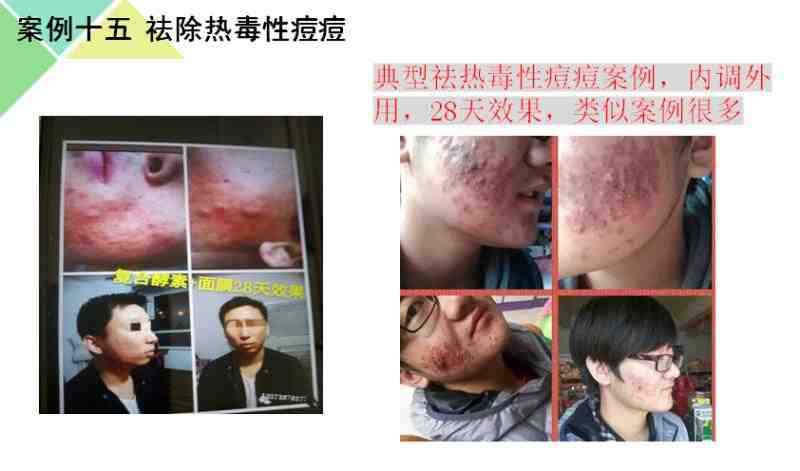 案例十五 祛除热毒性痘痘
典型祛热毒性痘痘案例，内调外
用，28天效果，类似案例很多
复合酵素+面膜28天效果